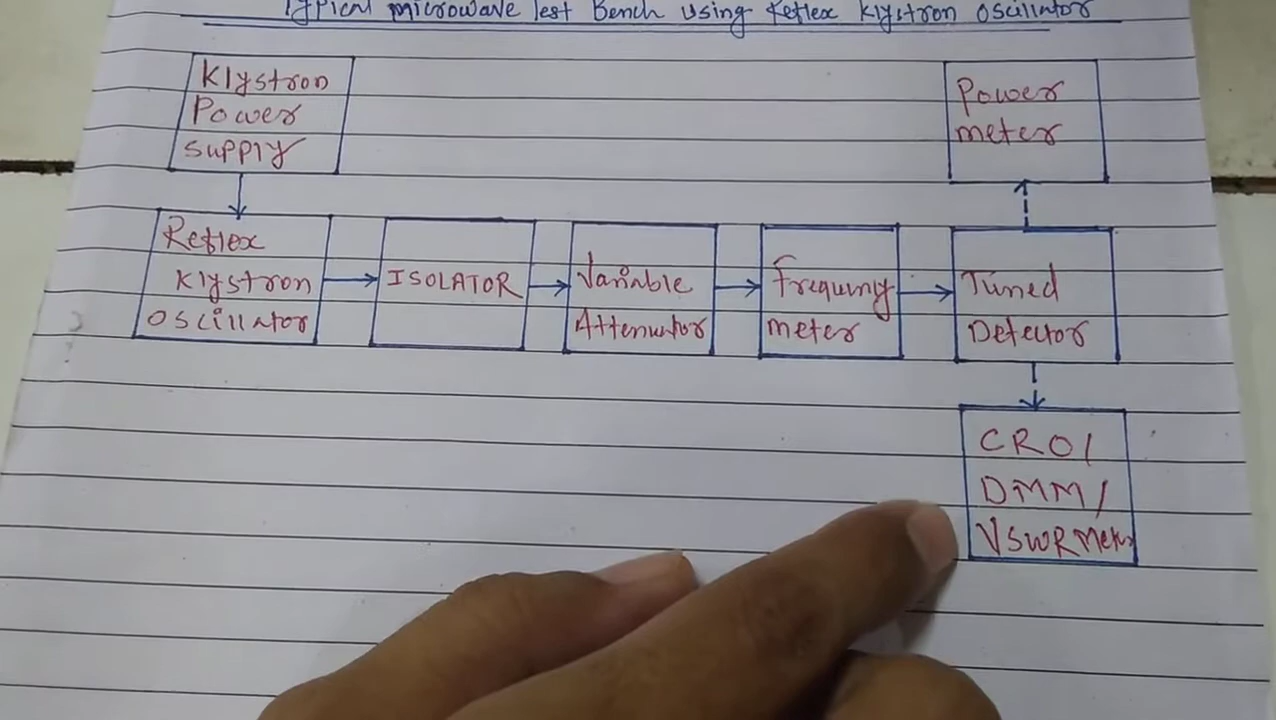 Typical microwave Test Bench using Reflex Klystron Oscillator
Klystron
Power
supply
Power
meter
Reflex
Klystron
Oscillator
ISOLATOR
Variable
Attenuator
frequency
meter
Tuned
Detector
CRO/
DMM/
VSWR Meter